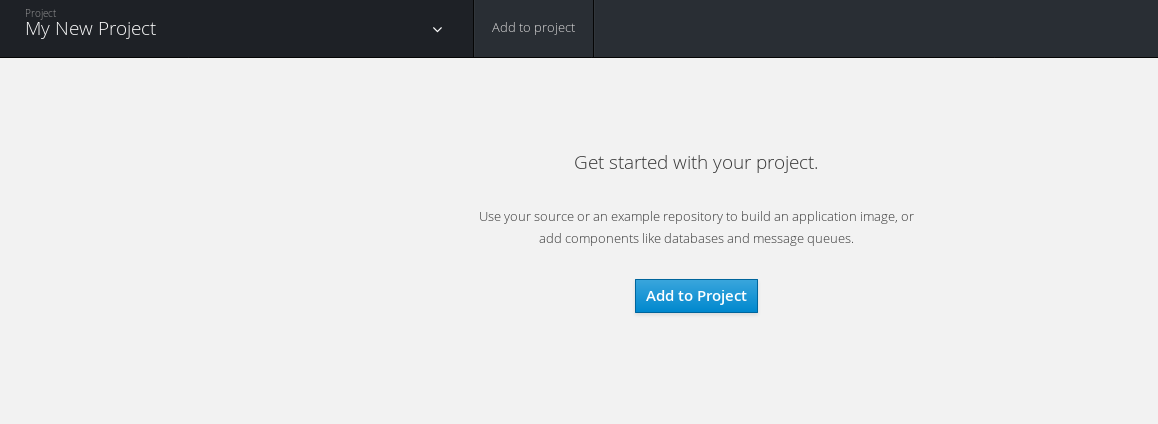 Project
My New Project
Add to project
Get started with your project.
Use your source or an example repository to build an application image, or
add components like databases and message queues.
Add to Project